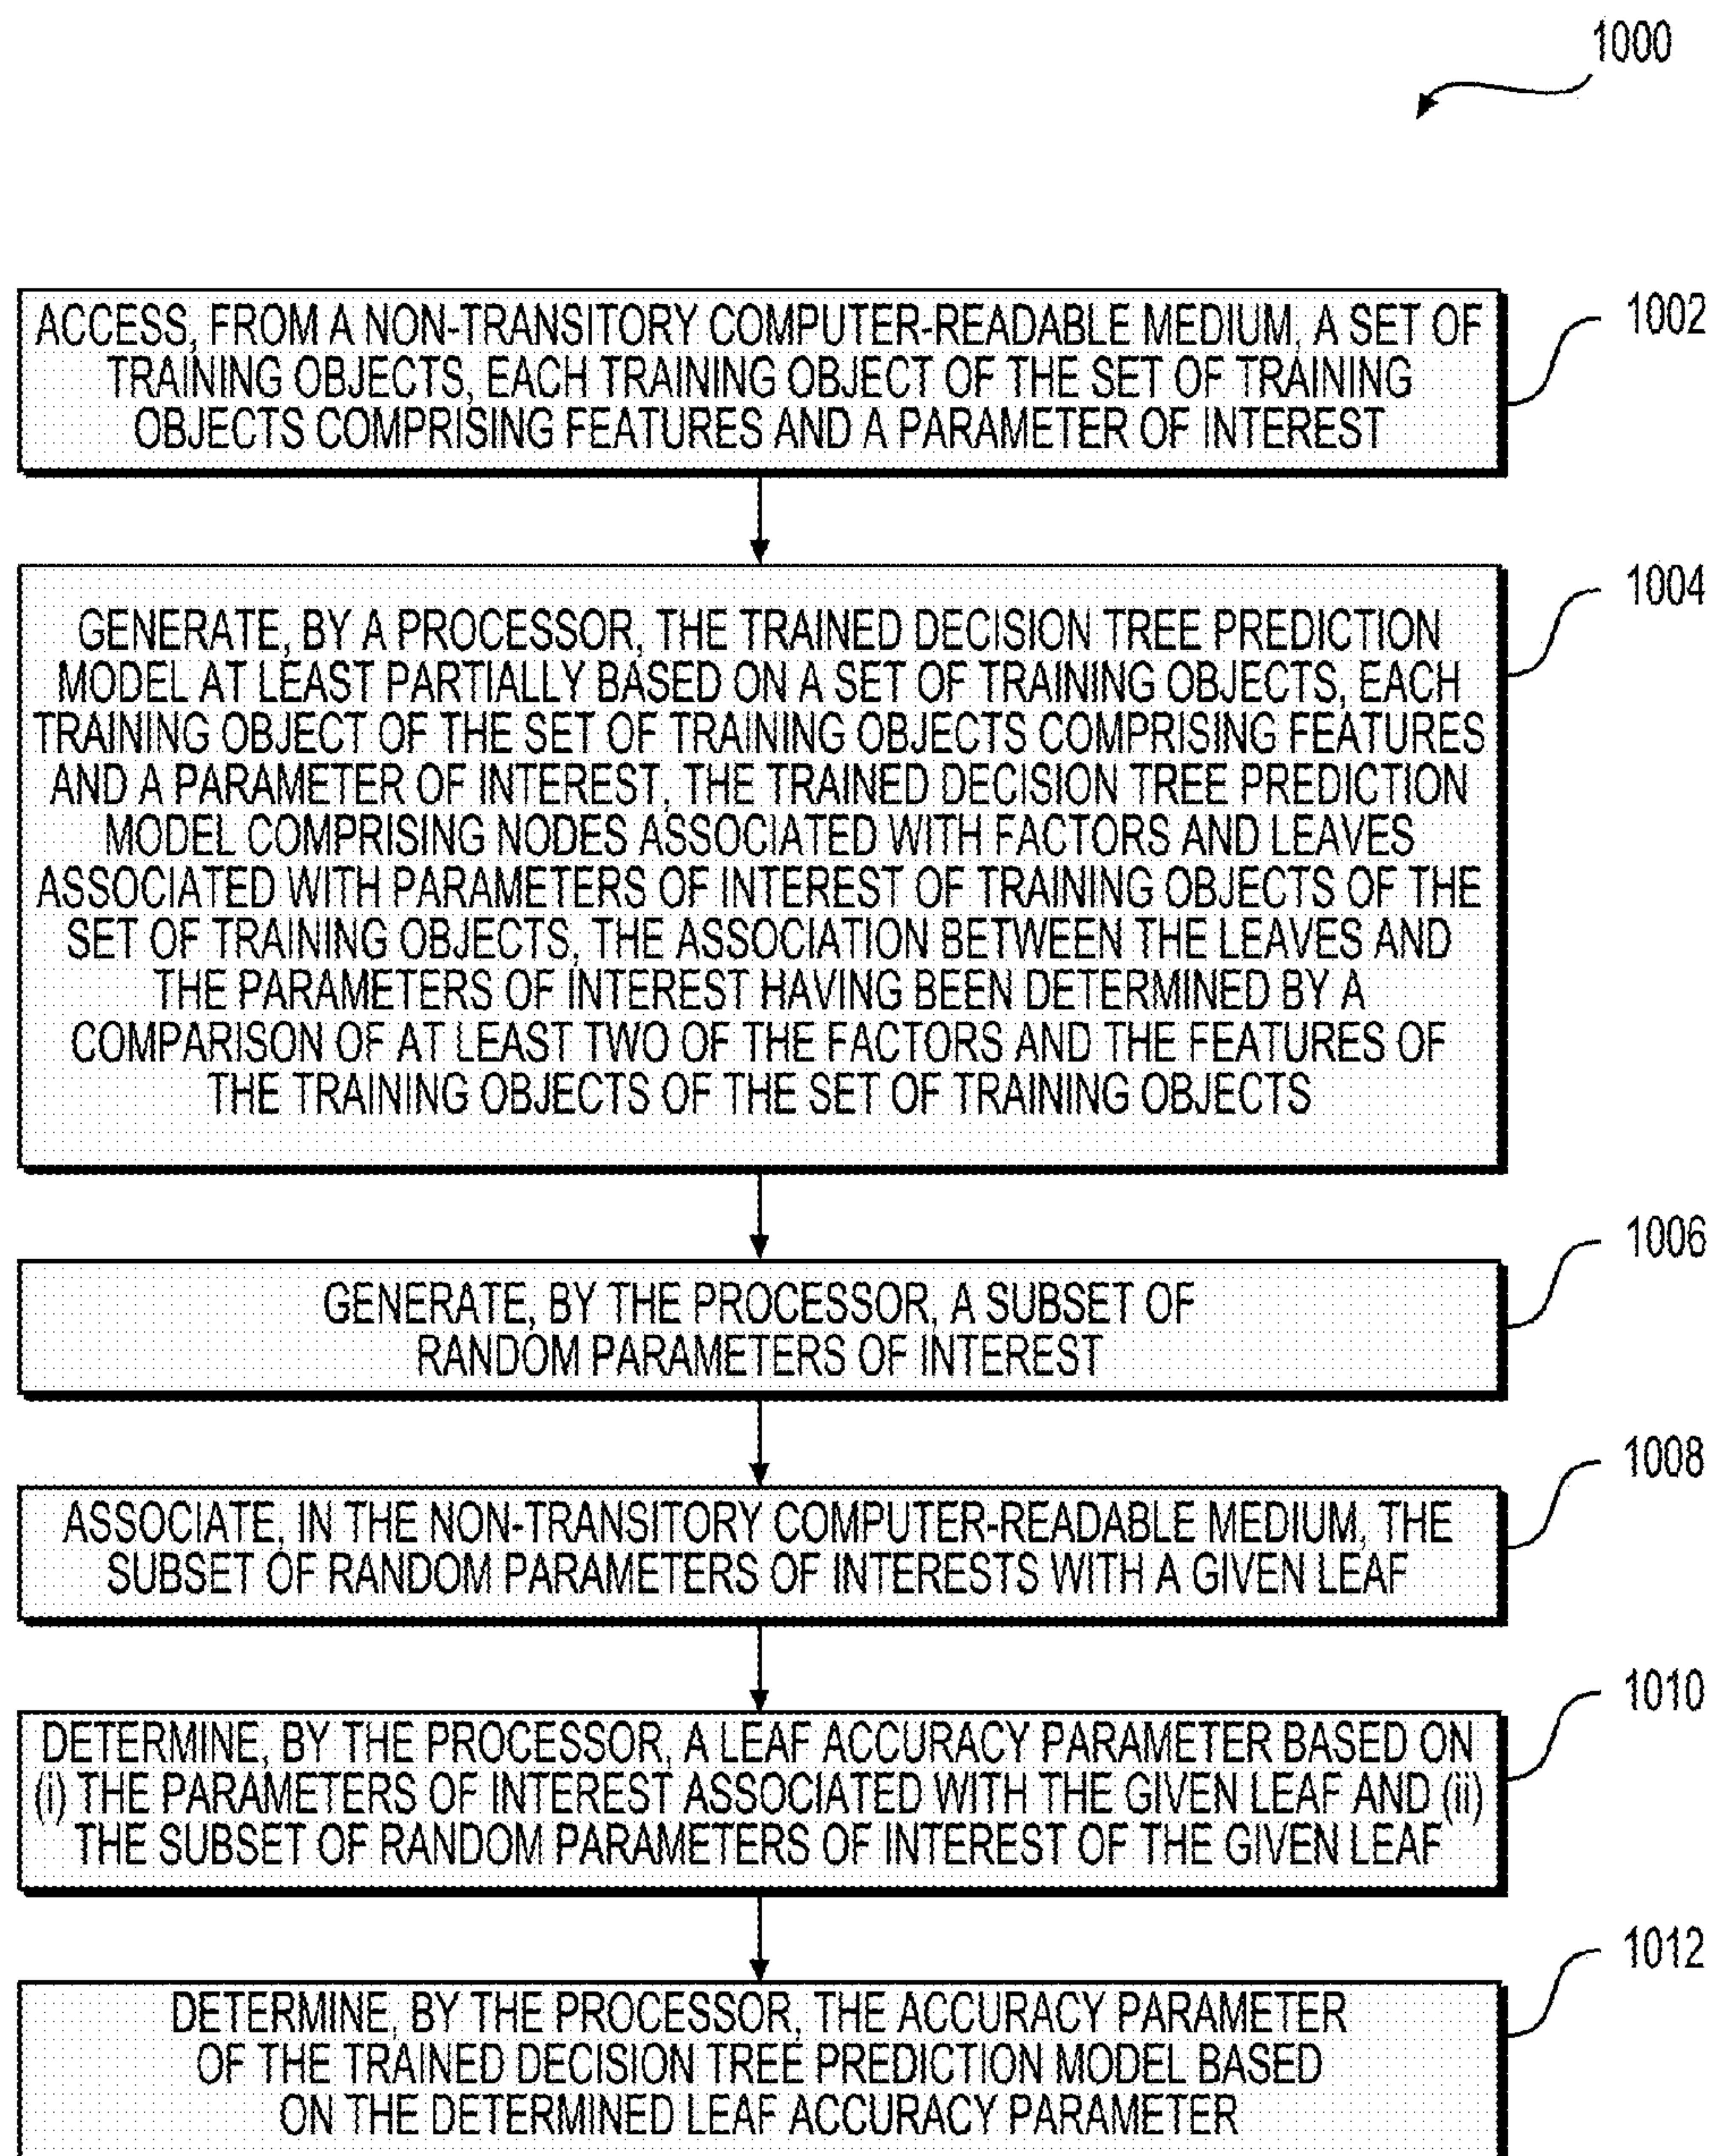 1000
ACCESS, FROM A NON-TRANSITORY COMPUTER-READABLE MEDIUM, A SET OF
TRAINING OBJECTS, EACH TRAINING OBJECT OF THE SET OF TRAINING
OBJECTS COMPRISING FEATURES AND A PARAMETER OF INTEREST
1002
GENERATE, BY A PROCESSOR, THE TRAINED DECISION TREE PREDICTION
MODEL AT LEAST PARTIALLY BASED ON A SET OF TRAINING OBJECTS, EACH
TRAINING OBJECT OF THE SET OF TRAINING OBJECTS COMPRISING FEATURES
AND A PARAMETER OF INTEREST, THE TRAINED DECISION TREE PREDICTION
MODEL COMPRISING NODES ASSOCIATED WITH FACTORS AND LEAVES
ASSOCIATED WITH PARAMETERS OF INTEREST OF TRAINING OBJECTS OF THE
SET OF TRAINING OBJECTS, THE ASSOCIATION BETWEEN THE LEAVES AND
THE PARAMETERS OF INTEREST HAVING BEEN DETERMINED BY A
COMPARISON OF AT LEAST TWO OF THE FACTORS AND THE FEATURES OF
THE TRAINING OBJECTS OF THE SET OF TRAINING OBJECTS
1004
GENERATE, BY THE PROCESSOR, A SUBSET OF
RANDOM PARAMETERS OF INTEREST
1006
ASSOCIATE, IN THE NON-TRANSITORY COMPUTER-READABLE MEDIUM, THE
SUBSET OF RANDOM PARAMETERS OF INTERESTS WITH A GIVEN LEAF
1008
DETERMINE, BY THE PROCESSOR, A LEAF ACCURACY PARAMETER BASED ON
(i) THE PARAMETERS OF INTEREST ASSOCIATED WITH THE GIVEN LEAF AND (ii)
THE SUBSET OF RANDOM PARAMETERS OF INTEREST OF THE GIVEN LEAF
1010
DETERMINE, BY THE PROCESSOR, THE ACCURACY PARAMETER
OF THE TRAINED DECISION TREE PREDICTION MODEL BASED
ON THE DETERMINED LEAF ACCURACY PARAMETER
1012